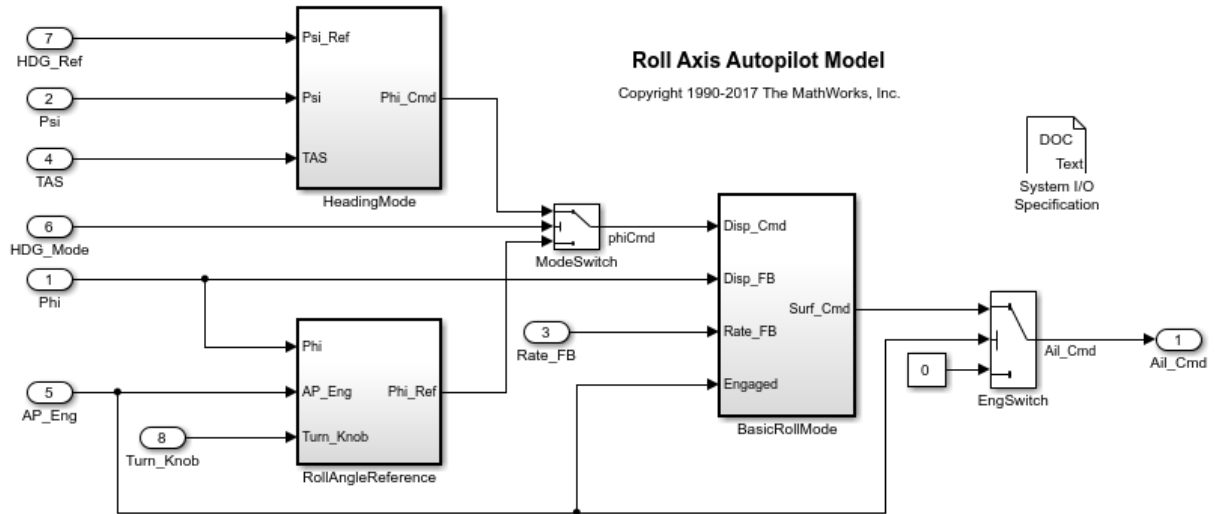 7
HDG_Ref
2
Psi
4
TAS
Psi_Ref
Psi
TAS
Phi_Cmd
HeadingMode
Roll Axis Autopilot Model
Copyright 1990-2017 The MathWorks, Inc.
DOC
Text
System I/O
Specification
6
HDG_Mode
1
Phi
phiCmd
ModeSwitch
Disp_Cmd
Disp_FB
Rate_FB
Engaged
Surf_Cmd
BasicRollMode
3
Rate_FB
5
AP_Eng
8
Turn_Knob
Phi
AP_Eng
Turn_Knob
Phi_Ref
RollAngleReference
0
EngSwitch
Ail_Cmd
1
Ail_Cmd